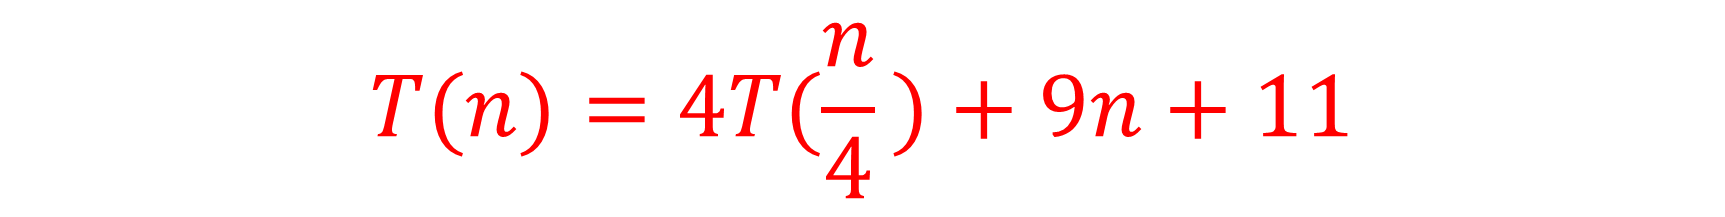 T(n) = 4T(n/4) + 9n + 11